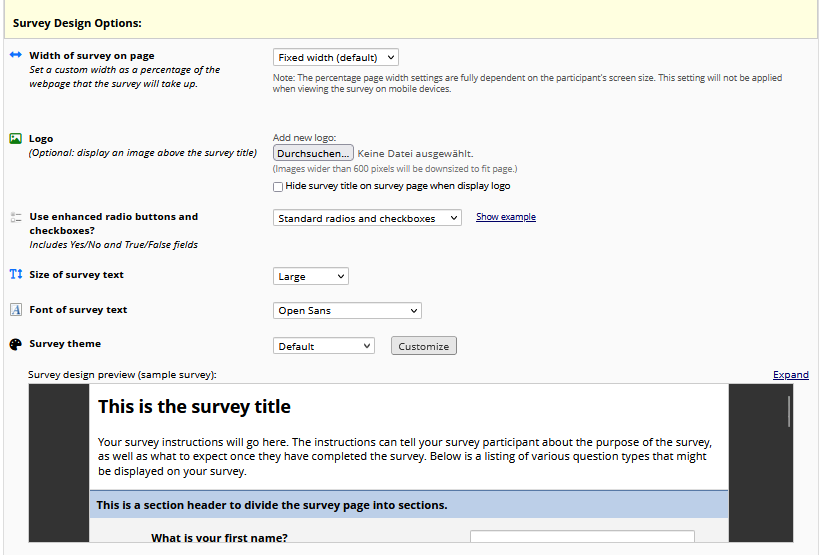 Survey Design Options:
Width of survey on page
Set a custom width as a percentage of the
webpage that the survey will take up.
Fixed width (default)
Note: The percentage page width settings are fully dependent on the participant's screen size. This setting will not be applied
when viewing the survey on mobile devices.
Logo
(Optional: display an image above the survey title)
Add new logo:
Durchsuchen... Keine Datei ausgewählt.
(Images wider than 600 pixels will be downsized to fit page.)
Hide survey title on survey page when display logo
Use enhanced radio buttons and
checkboxes?
Includes Yes/No and True/False fields
Standard radios and checkboxes
Show example
Size of survey text
Large
Font of survey text
Open Sans
Survey theme
Default
Customize
Survey design preview (sample survey):
Expand
This is the survey title
Your survey instructions will go here. The instructions can tell your survey participant about the purpose of the survey,
as well as what to expect once they have completed the survey. Below is a listing of various question types that might
be displayed on your survey.
This is a section header to divide the survey page into sections.
What is your first name?